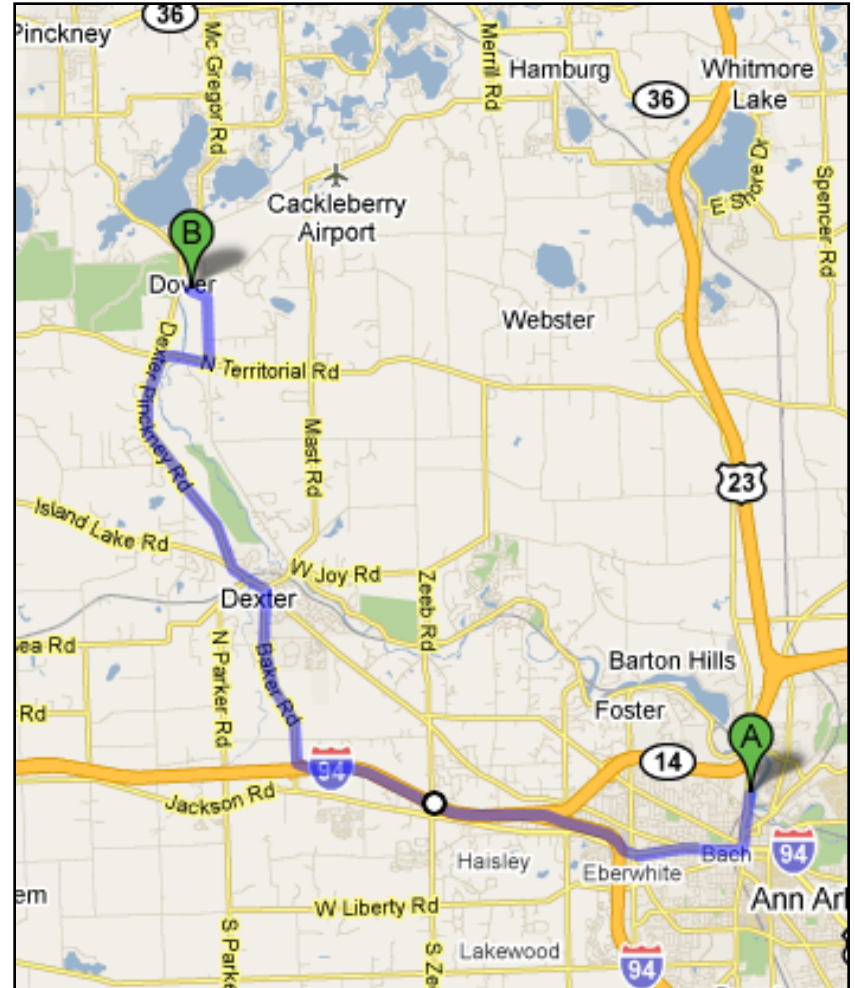 36
Pinckney
Mc Gregor Rd
Merrill Rd
Hamburg
36
Whitmore
Lake
E Shore Dr
Spencer Rd
Cackleberry
Airport
B
Dover
Webster
N Territorial Rd
Dexter Pinckney Rd
Mast Rd
23
Island Lake Rd
W Joy Rd
Zeeb Rd
Dexter
sea Rd
N Parker Rd
Baker Rd
Barton Hills
Rd
Foster
A
94
14
Jackson Rd
Haisley
Eberwhite
Bach
94
em
W Liberty Rd
Ann Arl
S Parke
S Ze
Lakewood
94